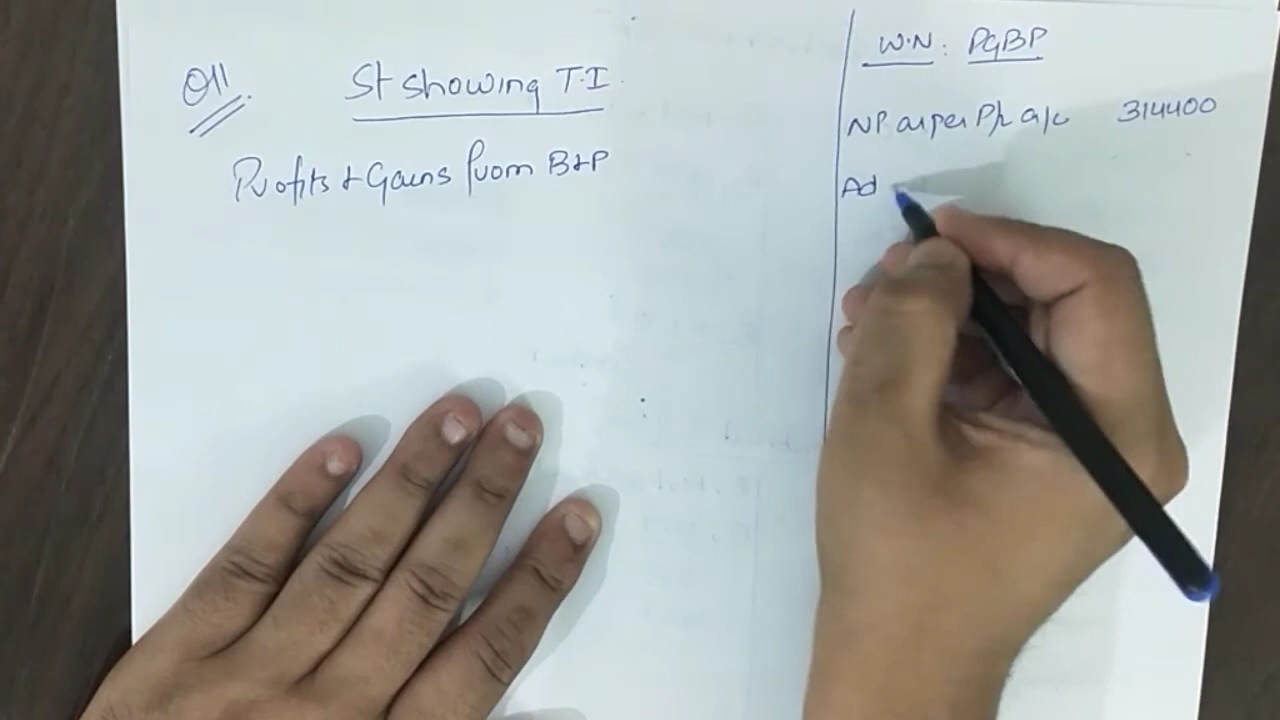 Q11.
St showing T.I
Profits & Gains from B&P
W.N: PGBP
NP as per P/L a/c 314400
Ad